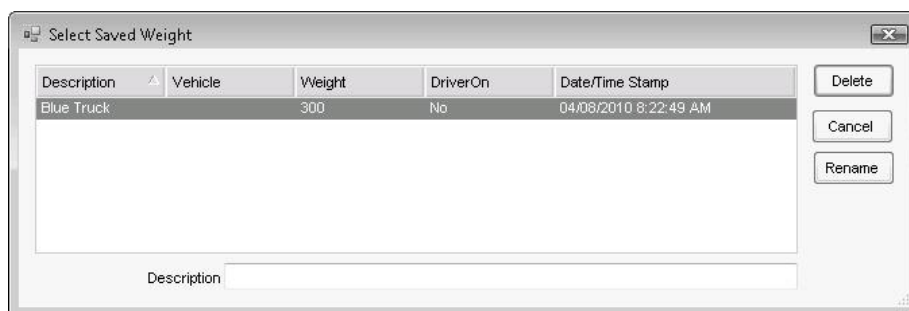 Select Saved Weight
Description Vehicle Weight DriverOn Date/Time Stamp
Blue Truck 300 No 04/08/2010 8:22:49 AM
Delete
Cancel
Rename
Description